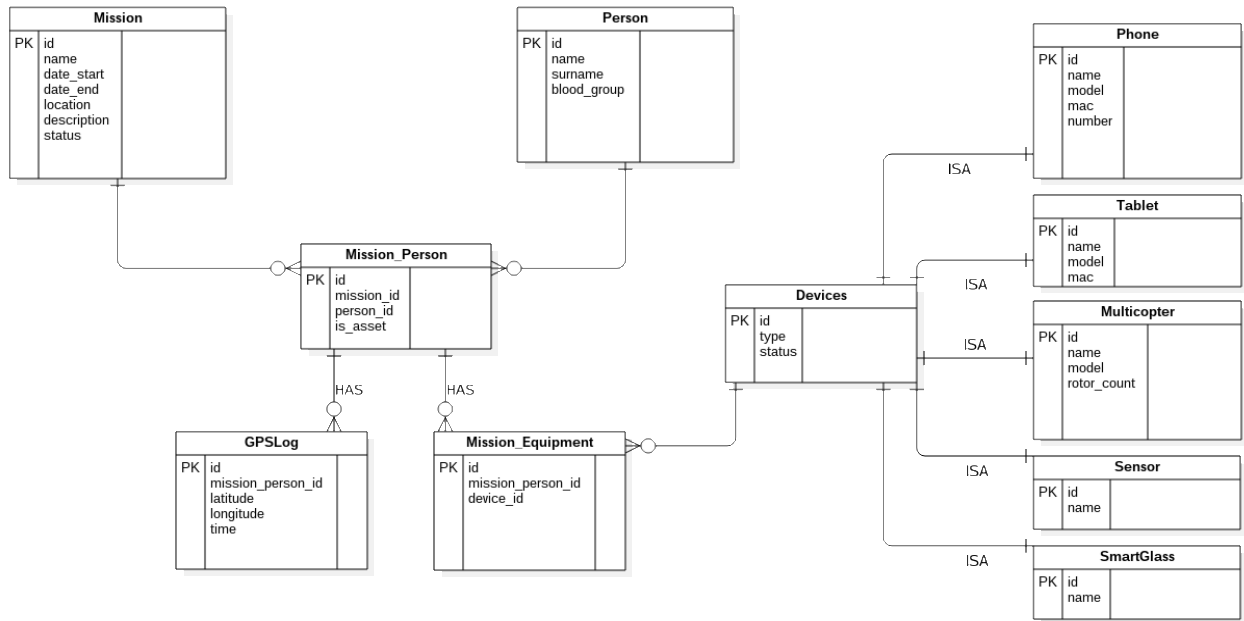 Mission
PK
id
name
date_start
date_end
location
description
status
Person
PK
id
name
surname
blood_group
Phone
PK
id
name
model
mac
number
ISA
Tablet
PK
id
name
model
mac
ISA
Mission_Person
PK
id
mission_id
person_id
is_asset
Devices
PK
id
type
status
Multicopter
PK
id
name
model
rotor_count
ISA
HAS
HAS
GPSLog
PK
id
mission_person_id
latitude
longitude
time
Mission_Equipment
PK
id
mission_person_id
device_id
Sensor
PK
id
name
ISA
SmartGlass
PK
id
name
ISA